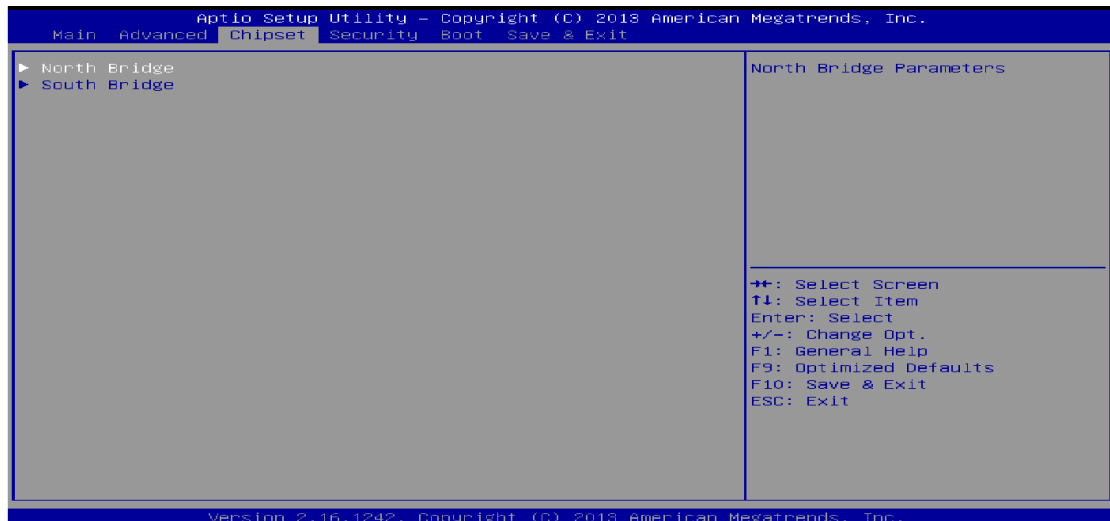 Aptio Setup Utility – Copyright (C) 2013 American Megatrends, Inc.
Main Advanced Chipset Security Boot Save & Exit
► North Bridge
► South Bridge
North Bridge Parameters
→←: Select Screen
↑↓: Select Item
Enter: Select
+/-: Change Opt.
F1: General Help
F9: Optimized Defaults
F10: Save & Exit
ESC: Exit
Version 2.16.1242. Copyright (C) 2013 American Megatrends, Inc.